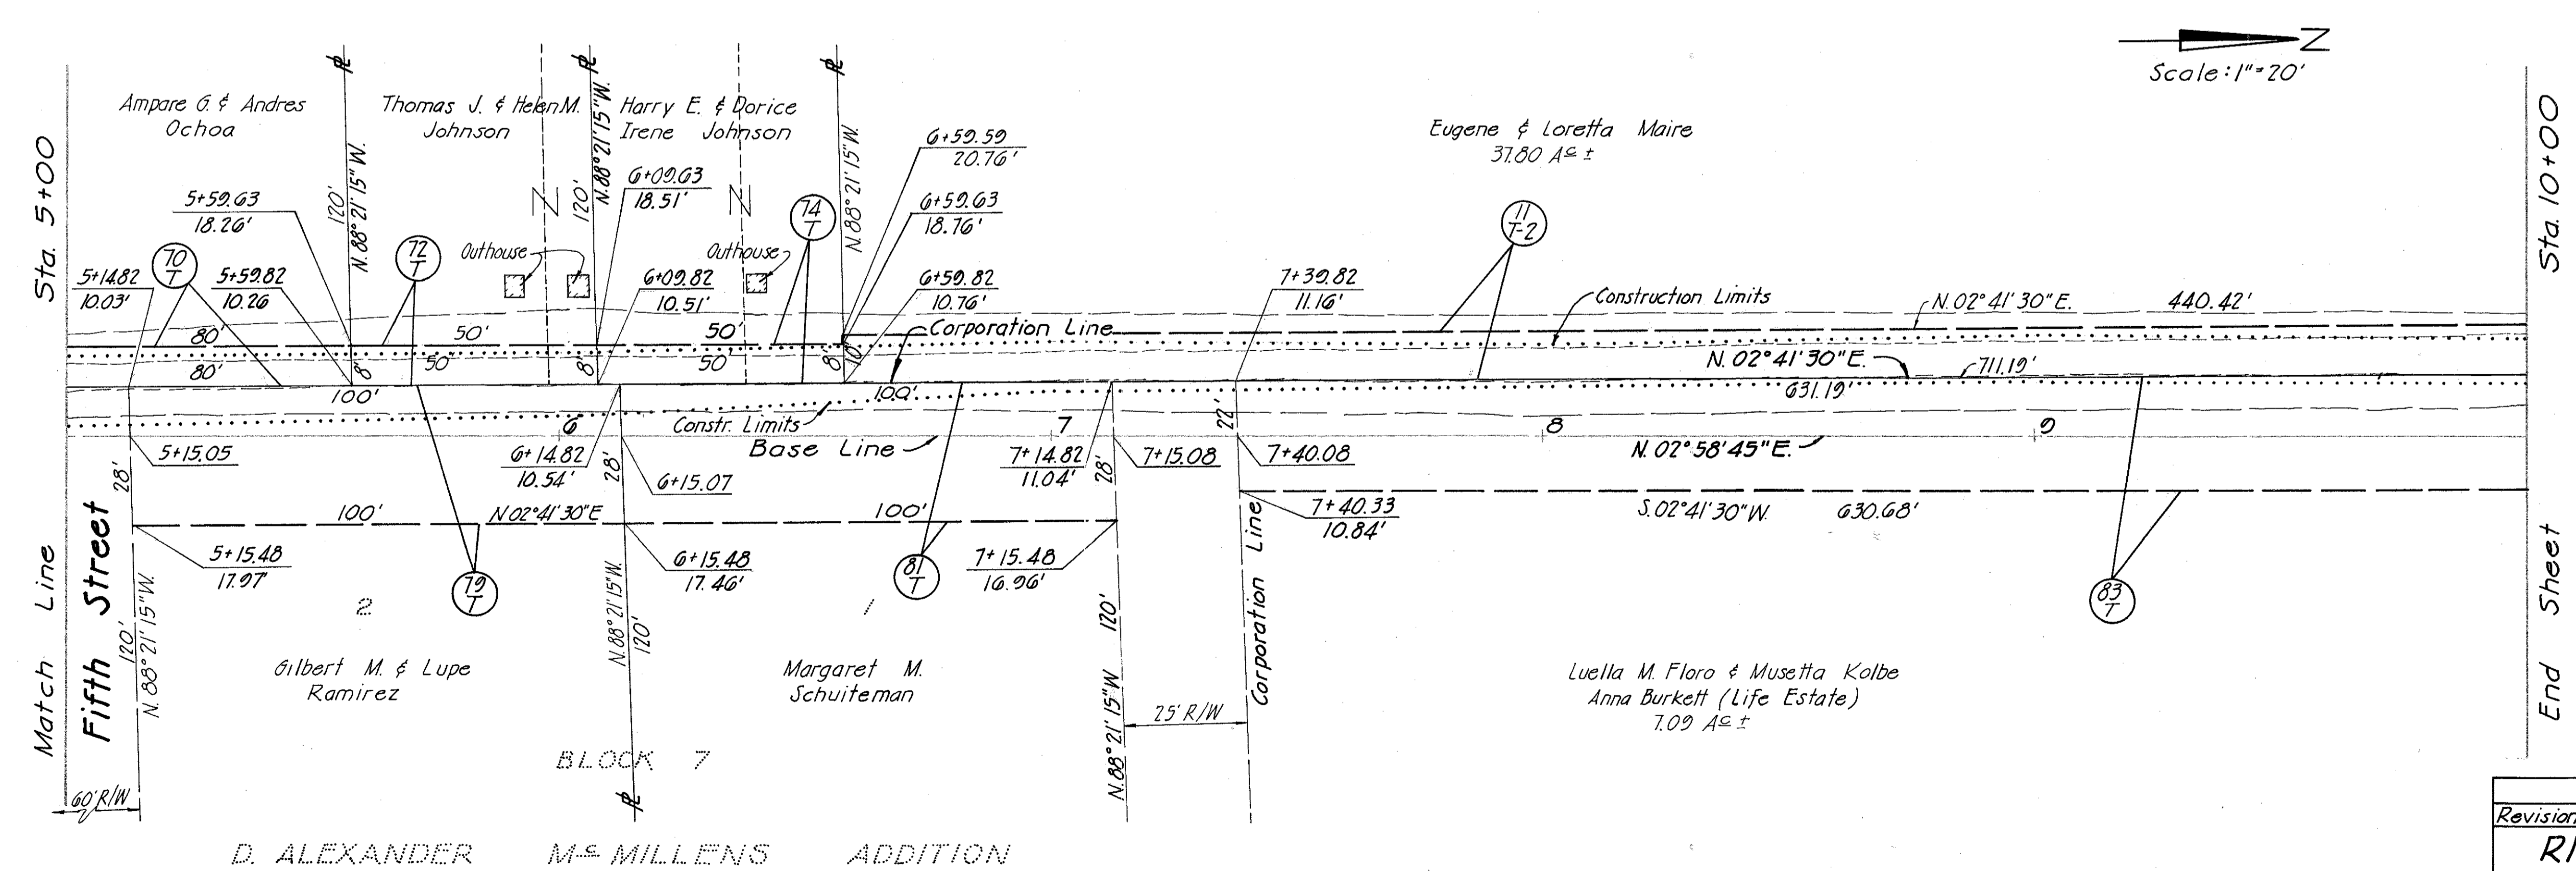 N
Scale: 1"=20'
Sta. 5+00
Sta. 10+00
Match Line
End Sheet
Ampare G. & Andres
Ochoa
Thomas J. & Helen M.
Johnson
Harry E. & Dorice
Irene Johnson
Eugene & Loretta Maire
37.80 Ac ±
℄
℄
℄
120'
N. 88° 21' 15" W.
120'
N. 88° 21' 15" W.
N. 88° 21' 15" W.
5+59.63
18.26'
6+09.63
18.51'
6+59.59
20.76'
6+59.63
18.76'
70
T
72
T
74
T
11
T-2
Outhouse
Outhouse
5+14.82
10.03'
5+59.82
10.26
6+09.82
10.51'
6+59.82
10.76'
7+39.82
11.16'
Corporation Line
Construction Limits
N. 02° 41' 30" E.
440.42'
80'
50'
50'
80'
8'
50'
8'
50'
8'
10'
100'
100'
N. 02° 41' 30" E.
711.19'
631.19'
Constr. Limits
Base Line
6
7
8
9
N. 02° 58' 45" E.
5+15.05
6+14.82
10.54'
6+15.07
7+14.82
11.04'
7+15.08
22'
7+40.08
28'
28'
28'
100'
N 02° 41' 30" E
100'
7+40.33
10.84'
S. 02° 41' 30" W.
630.68'
5+15.48
17.97'
6+15.48
17.46'
7+15.48
16.96'
79
T
81
T
83
T
Fifth Street
120'
N. 88° 21' 15" W.
N. 88° 21' 15" W.
120'
N. 88° 21' 15" W
120'
Corporation Line
2
1
Gilbert M. & Lupe
Ramirez
Margaret M.
Schuiteman
Luella M. Floro & Musetta Kolbe
Anna Burkett (Life Estate)
7.09 Ac ±
25' R/W
BLOCK 7
60' R/W
℄
D. ALEXANDER Mc MILLENS ADDITION
Revision